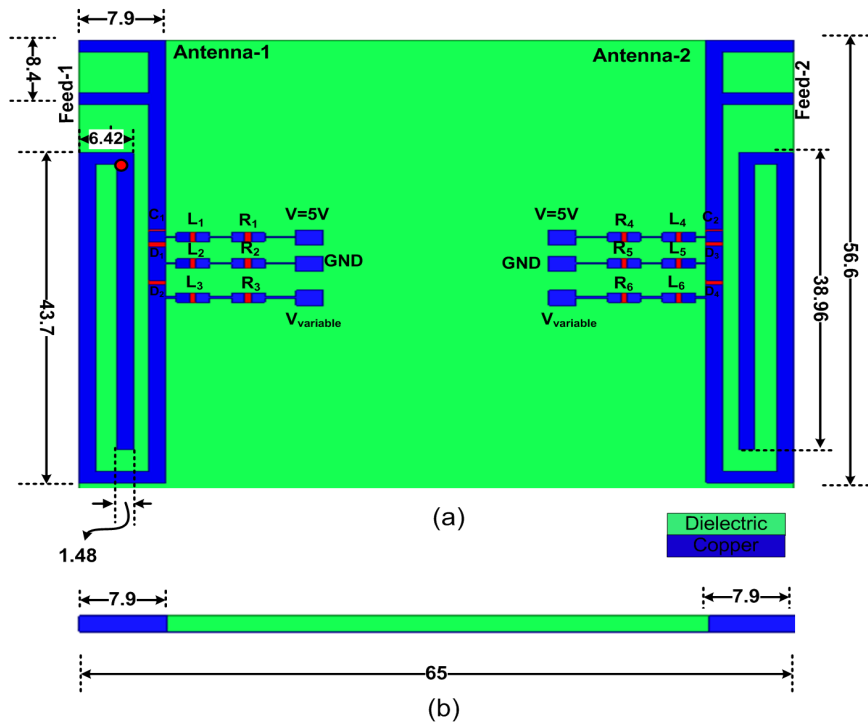 7.9
Antenna-1
Antenna-2
8.4
Feed-1
Feed-2
6.42
C₁
L₁
R₁
V=5V
V=5V
R₄
L₄
C₂
D₁
L₂
R₂
GND
GND
R₅
L₅
D₃
D₂
L₃
R₃
R₆
L₆
D₄
Vvariable
Vvariable
43.7
38.96
56.6
1.48
(a)
Dielectric
Copper
7.9
7.9
65
(b)